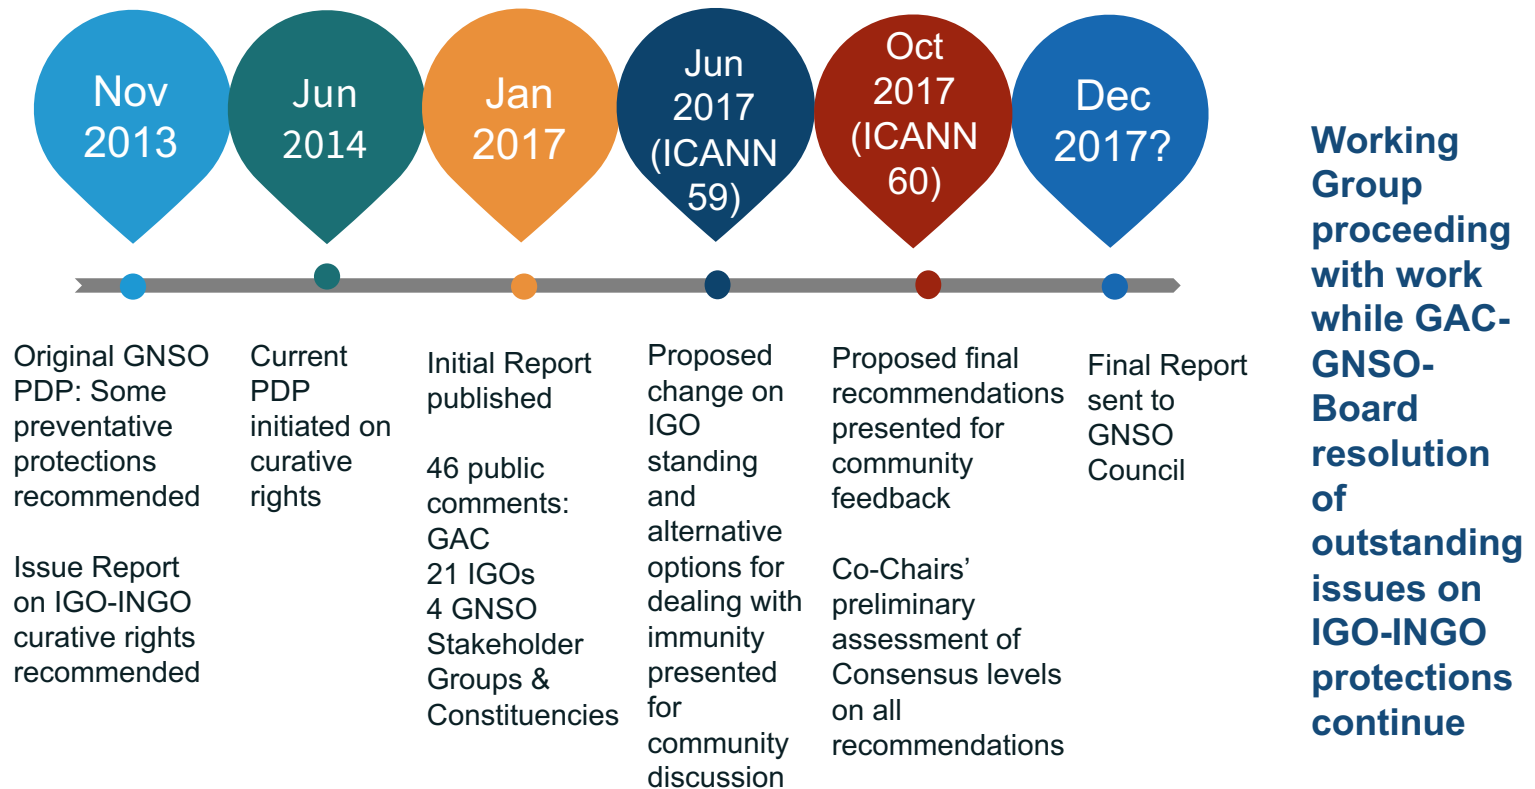 Nov
2013
Jun
2014
Jan
2017
Jun
2017
(ICANN
59)
Oct
2017
(ICANN
60)
Dec
2017?
Original GNSO
PDP: Some
preventative
protections
recommended
Issue Report
on IGO-INGO
curative rights
recommended
Current
PDP
initiated on
curative
rights
Initial Report
published
46 public
comments:
GAC
21 IGOs
4 GNSO
Stakeholder
Groups &
Constituencies
Proposed
change on
IGO
standing
and
alternative
options for
dealing with
immunity
presented
for
community
discussion
Proposed final
recommendations
presented for
community
feedback
Co-Chairs’
preliminary
assessment of
Consensus levels
on all
recommendations
Final Report
sent to
GNSO
Council
Working
Group
proceeding
with work
while GAC-
GNSO-
Board
resolution
of
outstanding
issues on
IGO-INGO
protections
continue